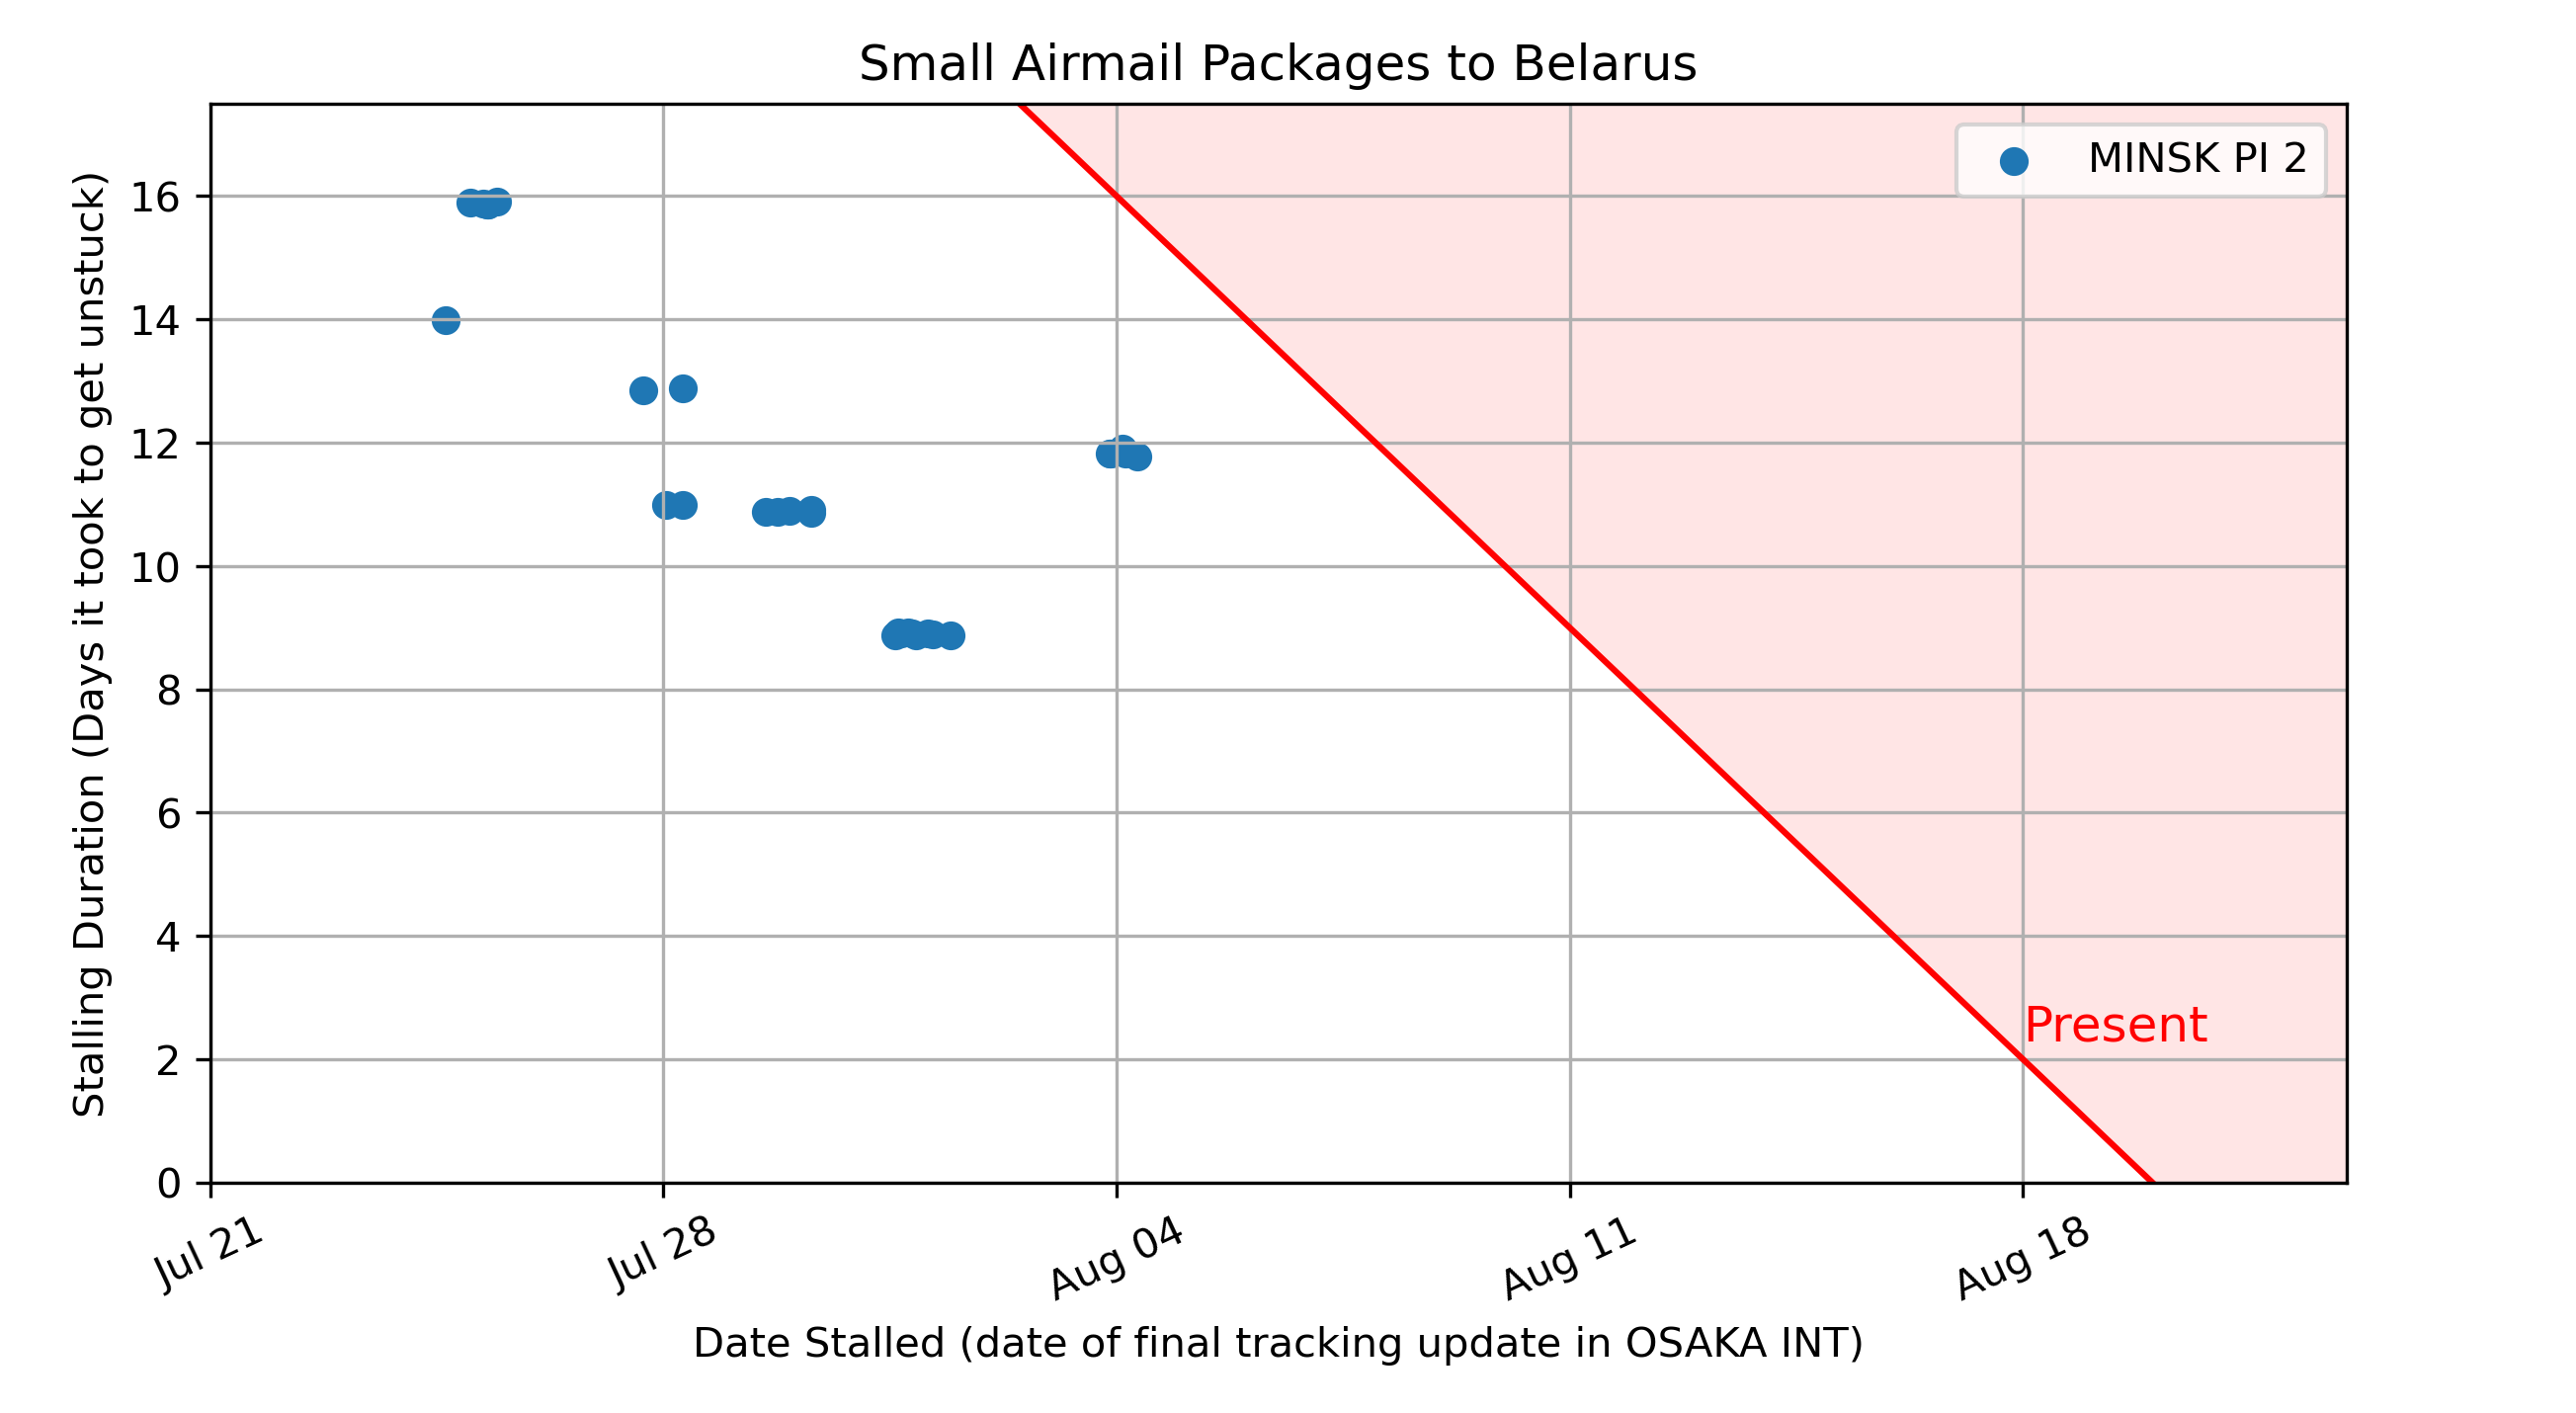 Small Airmail Packages to Belarus
MINSK PI 2
Stalling Duration (Days it took to get unstuck)
16
14
12
10
8
6
4
2
0
Present
Jul 21
Jul 28
Aug 04
Aug 11
Aug 18
Date Stalled (date of final tracking update in OSAKA INT)